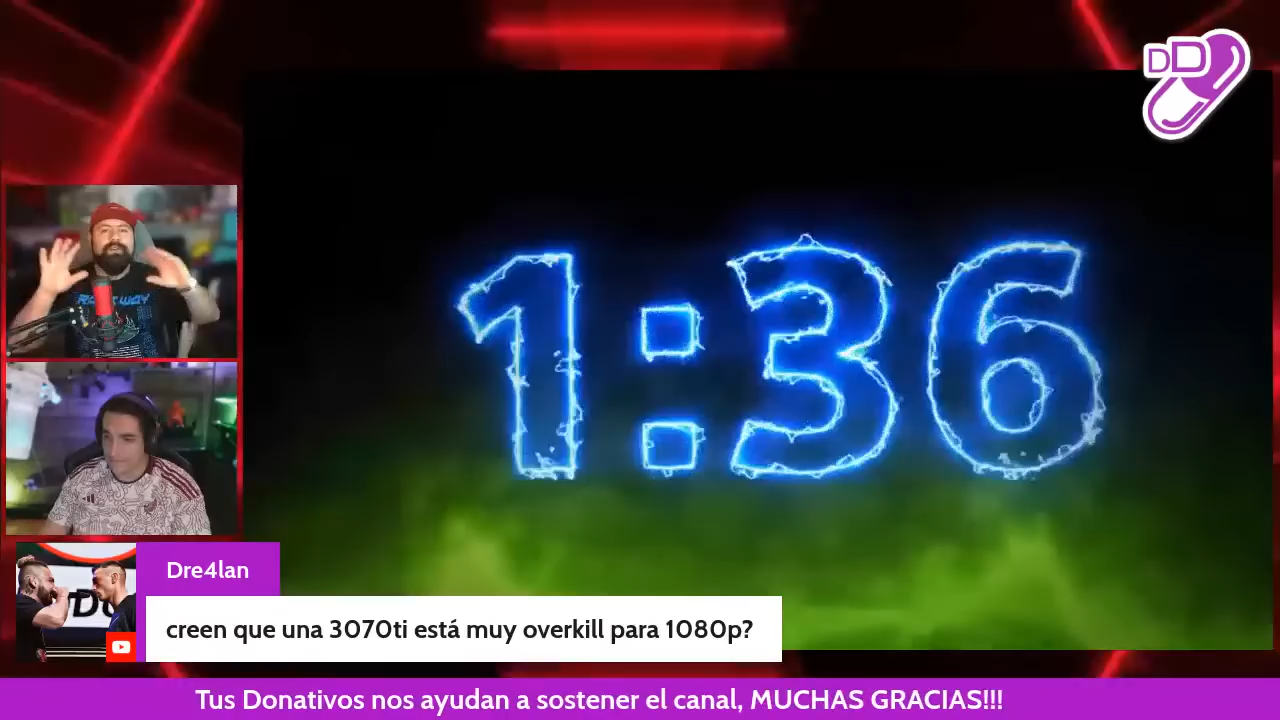 DD
1:36
Dre4lan
creen que una 3070ti está muy overkill para 1080p?
Tus Donativos nos ayudan a sostener el canal, MUCHAS GRACIAS!!!